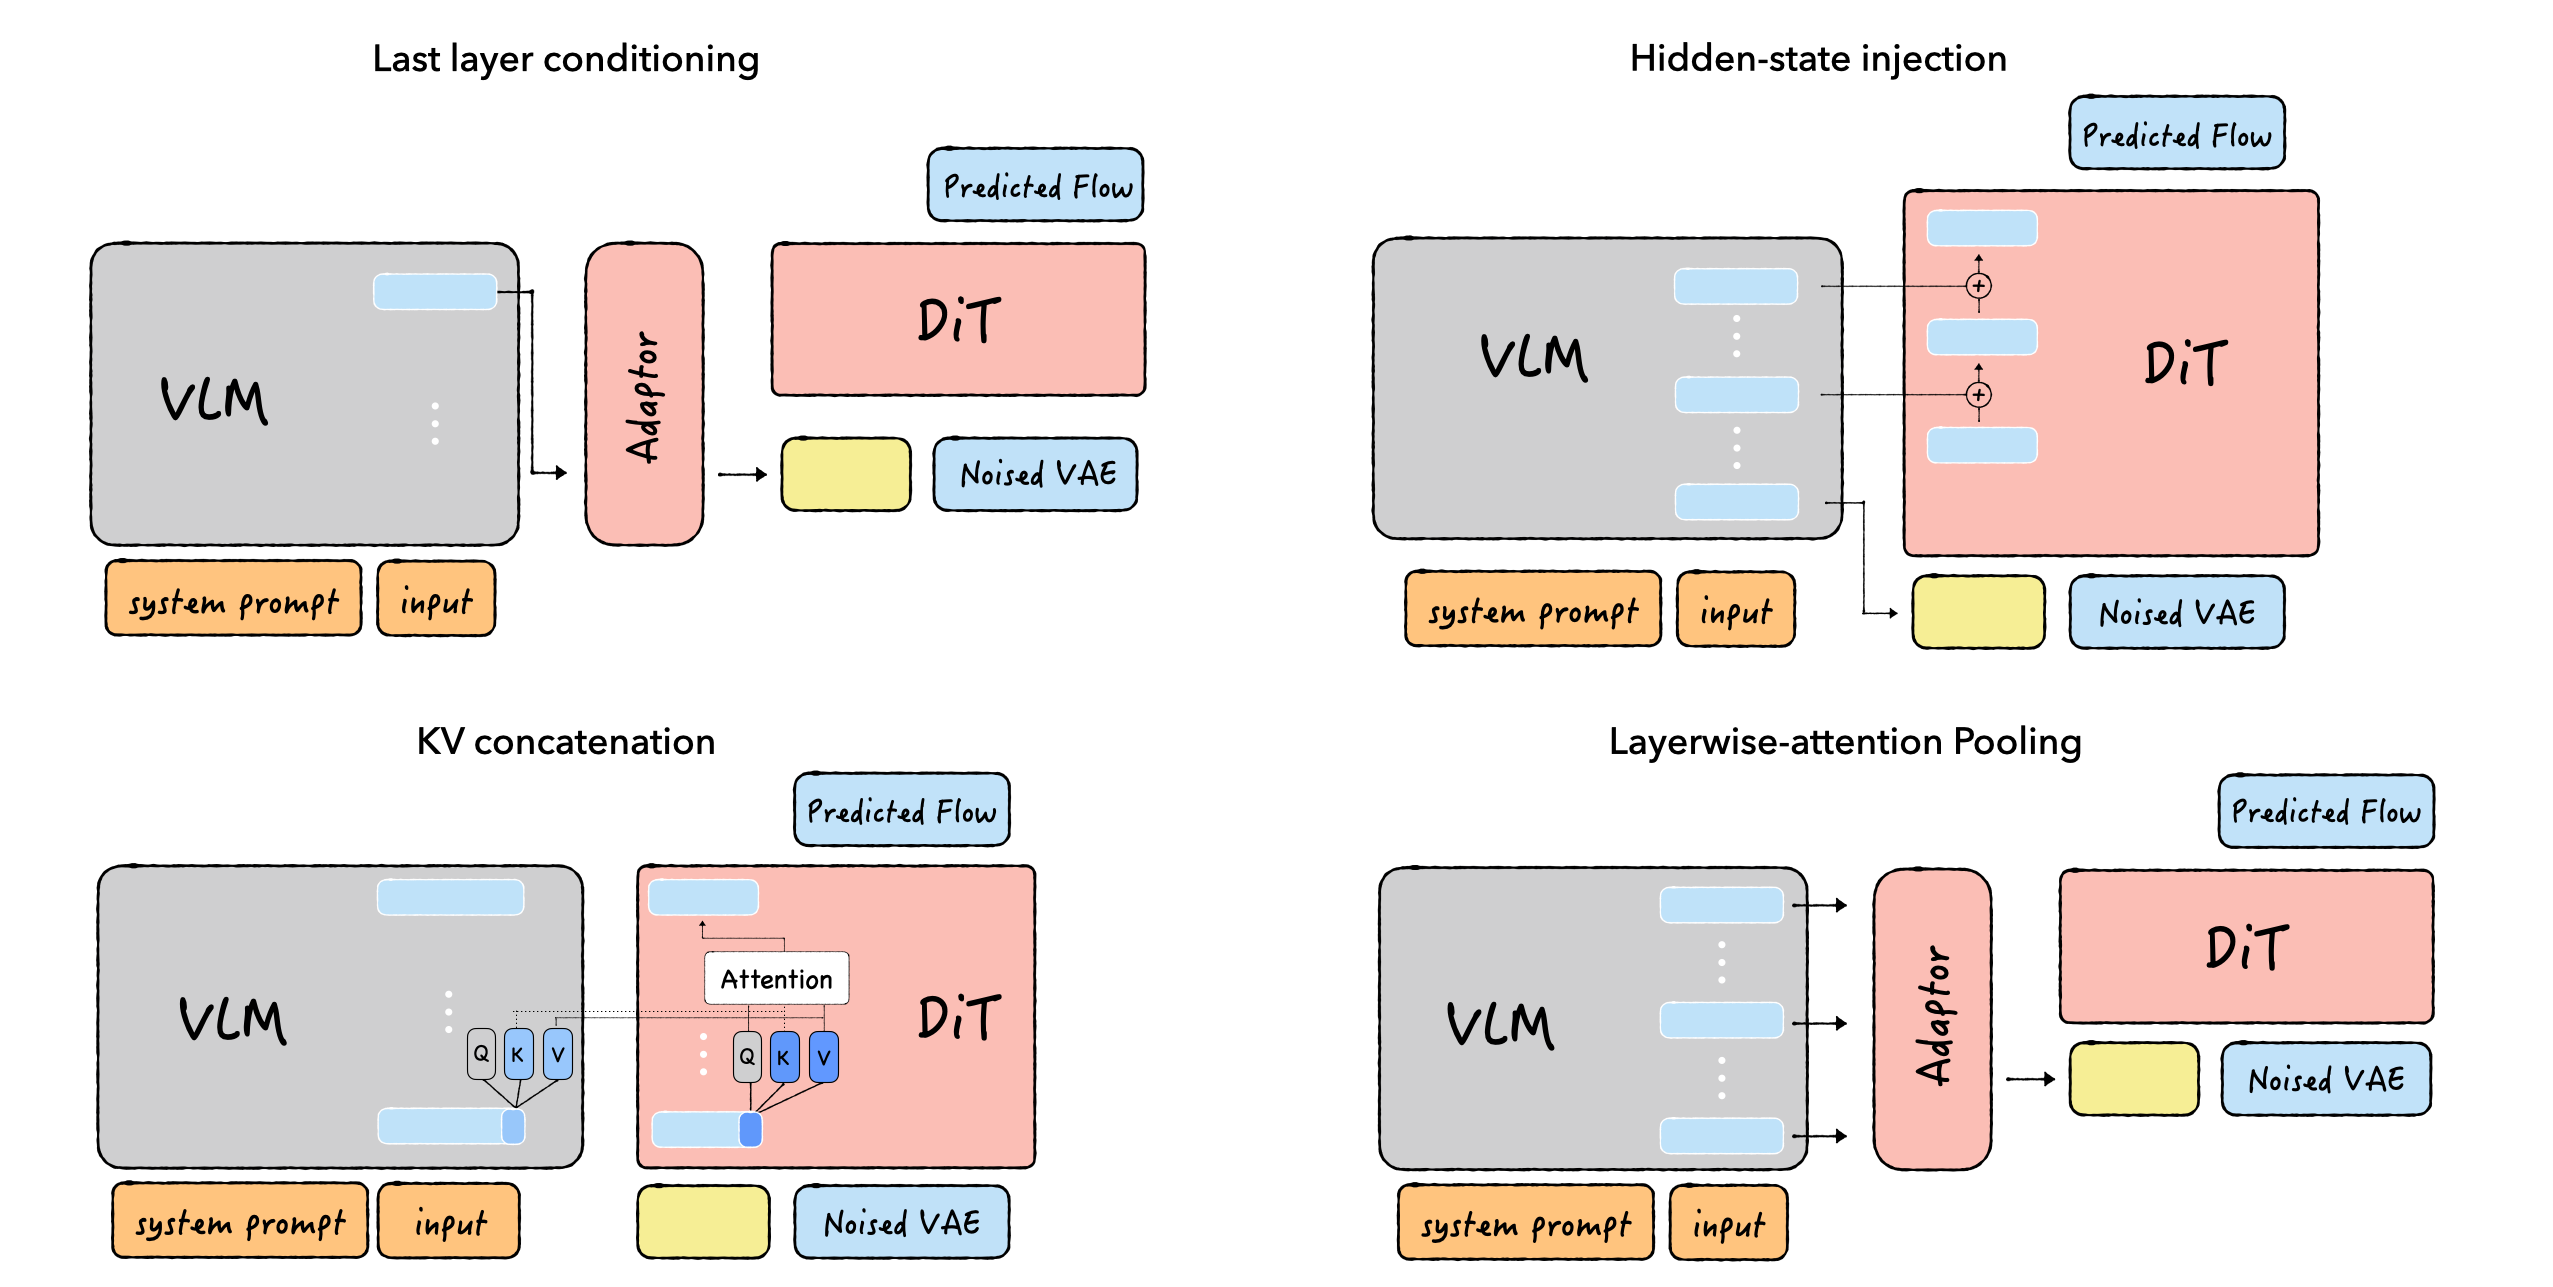 Last layer conditioning
Predicted Flow
VLM
Adaptor
DiT
Noised VAE
system prompt
input
Hidden-state injection
Predicted Flow
VLM
DiT
system prompt
input
Noised VAE
KV concatenation
Predicted Flow
VLM
Attention
DiT
Q K V
Q K V
system prompt
input
Noised VAE
Layerwise-attention Pooling
Predicted Flow
VLM
Adaptor
DiT
Noised VAE
system prompt
input